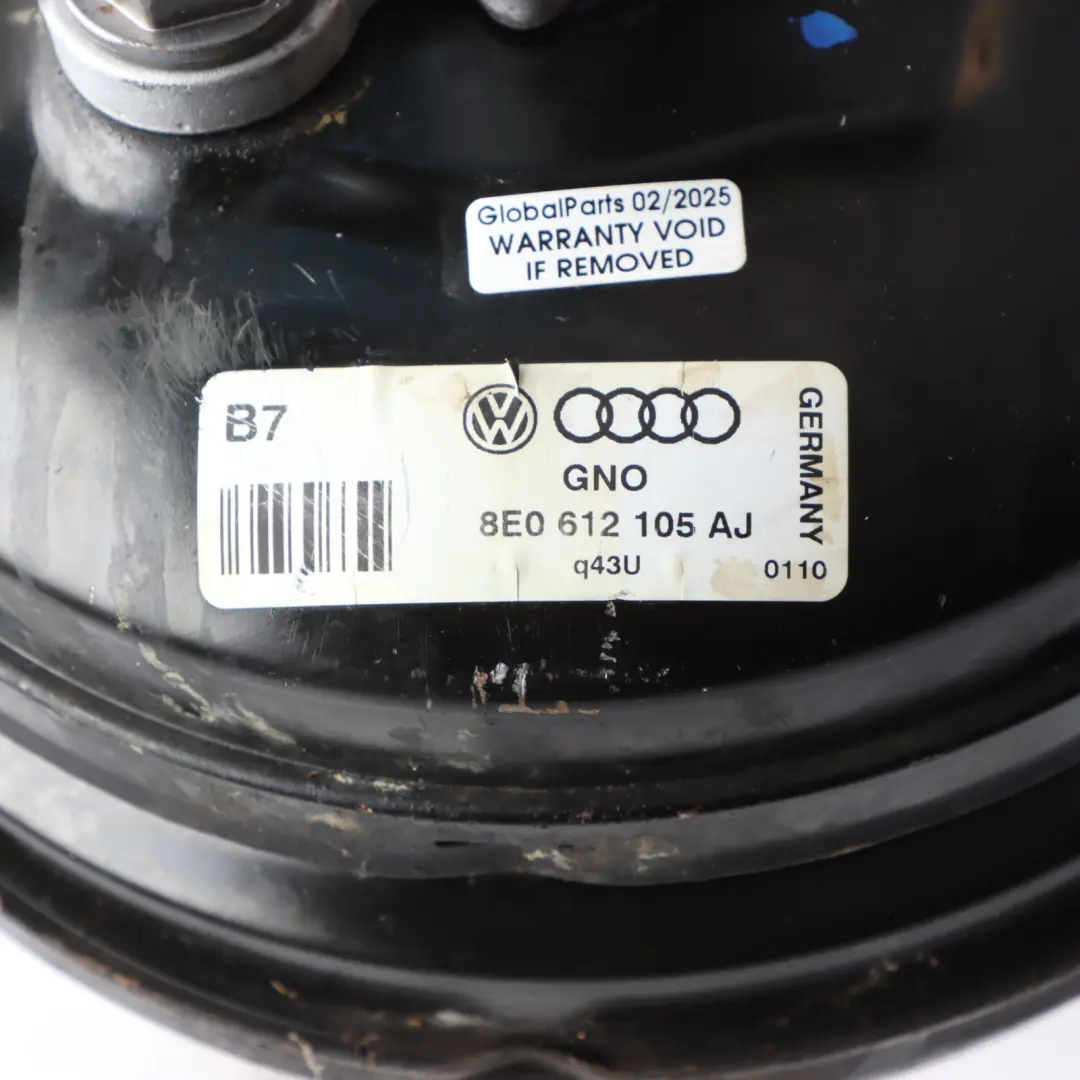 GlobalParts 02/2025
WARRANTY VOID
IF REMOVED
B7
GNO
8E0 612 105 AJ
q43U
0110
GERMANY